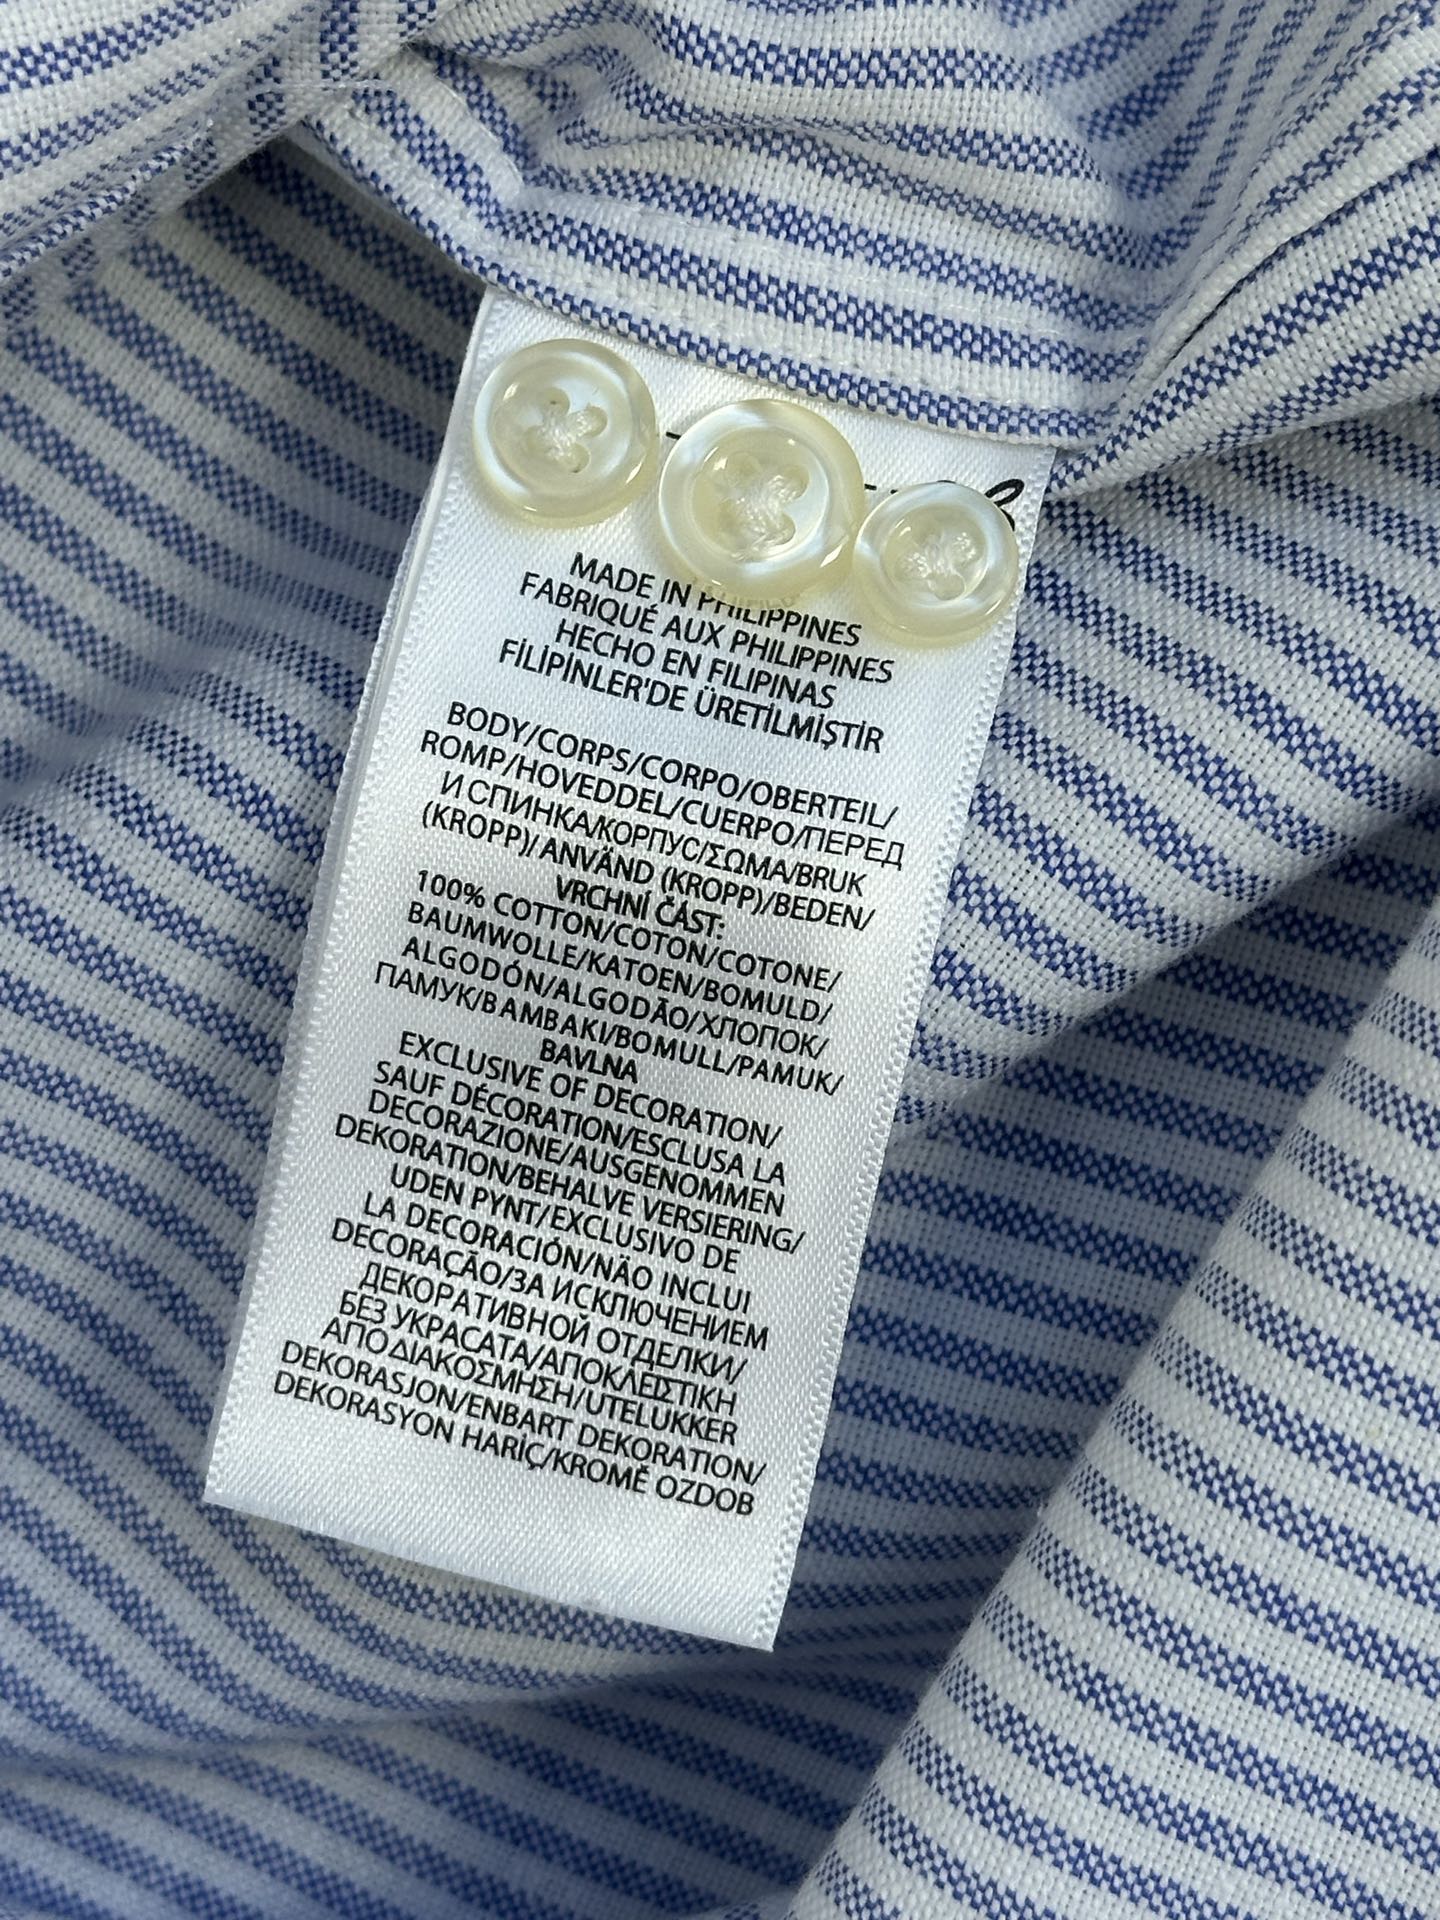 MADE IN PHILIPPINES
FABRIQUÉ AUX PHILIPPINES
HECHO EN FILIPINAS
FİLİPİNLER'DE ÜRETİLMİŞTİR
BODY/CORPS/CORPO/OBERTEIL/
ROMP/HOVEDDEL/CUERPO/ПЕРЕД
И СПИНКА/КОРПУС/ΣΩΜΑ/BRUK
(KROPP)/ANVÄND (KROPP)/BEDEN/
VRCHNÍ ČÁST:
100% COTTON/COTON/COTONE/
BAUMWOLLE/KATOEN/BOMULD/
ALGODÓN/ALGODÃO/ХЛОПОК/
ПАМУК/BAMBAKI/BOMULL/PAMUK/
BAVLNA
EXCLUSIVE OF DECORATION/
SAUF DÉCORATION/ESCLUSA LA
DECORAZIONE/AUSGENOMMEN
DEKORATION/BEHALVE VERSIERING/
UDEN PYNT/EXCLUSIVO DE
LA DECORACIÓN/NÃO INCLUI
DECORAÇÃO/ЗА ИСКЛЮЧЕНИЕМ
ДЕКОРАТИВНОЙ ОТДЕЛКИ/
БЕЗ УКРАСАТА/ΑΠΟΚΛΕΙΣΤΙΚΗ
ΑΠΟ ΔΙΑΚΟΣΜΗΣΗ/UTELUKKER
DEKORASJON/ENBART DEKORATION/
DEKORASYON HARİÇ/KROMĚ OZDOB